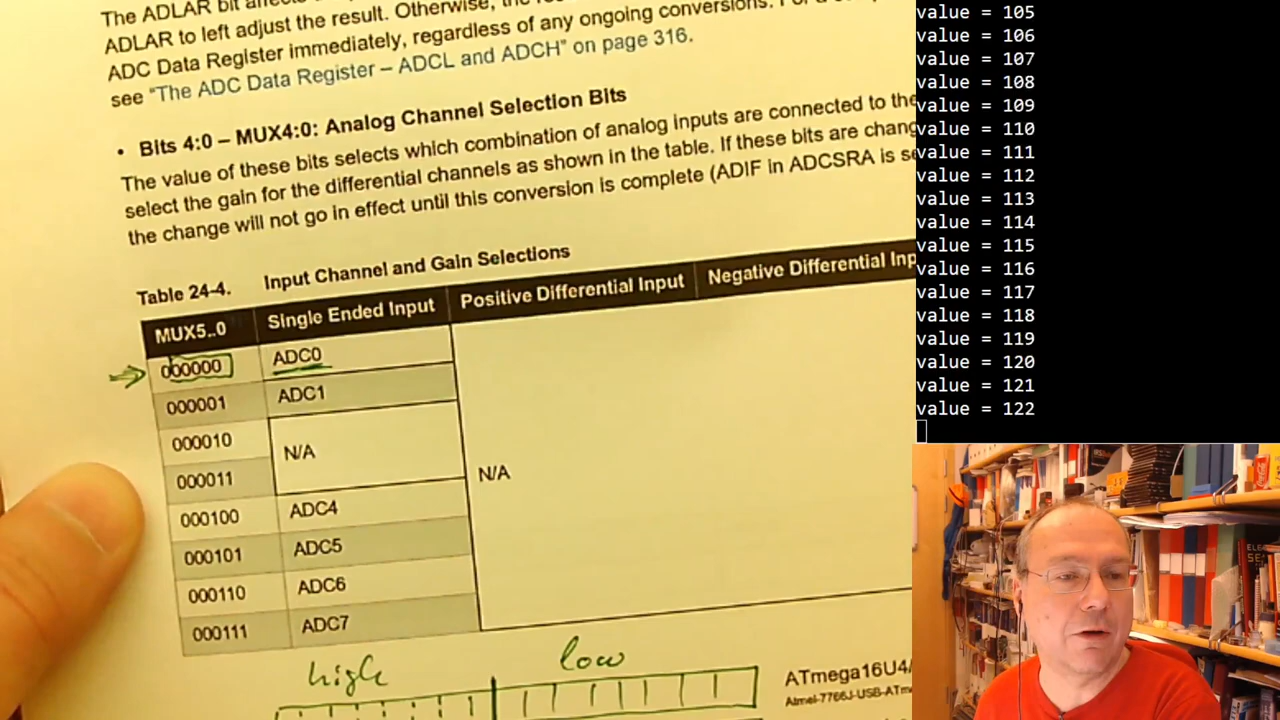 The ADLAR bit
ADLAR to left adjust the result. Otherwise, the
ADC Data Register immediately, regardless of any ongoing conversions.
see “The ADC Data Register – ADCL and ADCH” on page 316.
• Bits 4:0 – MUX4:0: Analog Channel Selection Bits
The value of these bits selects which combination of analog inputs are connected to the
select the gain for the differential channels as shown in the table. If these bits are chang
the change will not go in effect until this conversion is complete (ADIF in ADCSRA is se
Table 24-4. Input Channel and Gain Selections
MUX5..0 Single Ended Input Positive Differential Input Negative Differential Inp
000000 ADC0
000001 ADC1
000010
N/A
000011
N/A
000100 ADC4
000101 ADC5
000110 ADC6
000111 ADC7
high low
ATmega16U4/
Atmel-7766J-USB-ATm
value = 105
value = 106
value = 107
value = 108
value = 109
value = 110
value = 111
value = 112
value = 113
value = 114
value = 115
value = 116
value = 117
value = 118
value = 119
value = 120
value = 121
value = 122